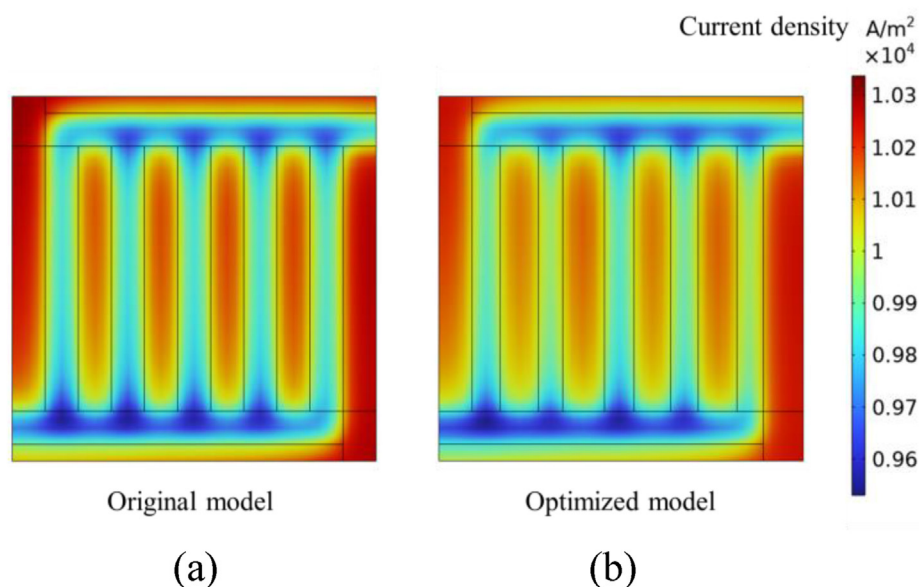 Current density A/m²
×10⁴
1.03
1.02
1.01
1
0.99
0.98
0.97
0.96
Original model
Optimized model
(a)
(b)